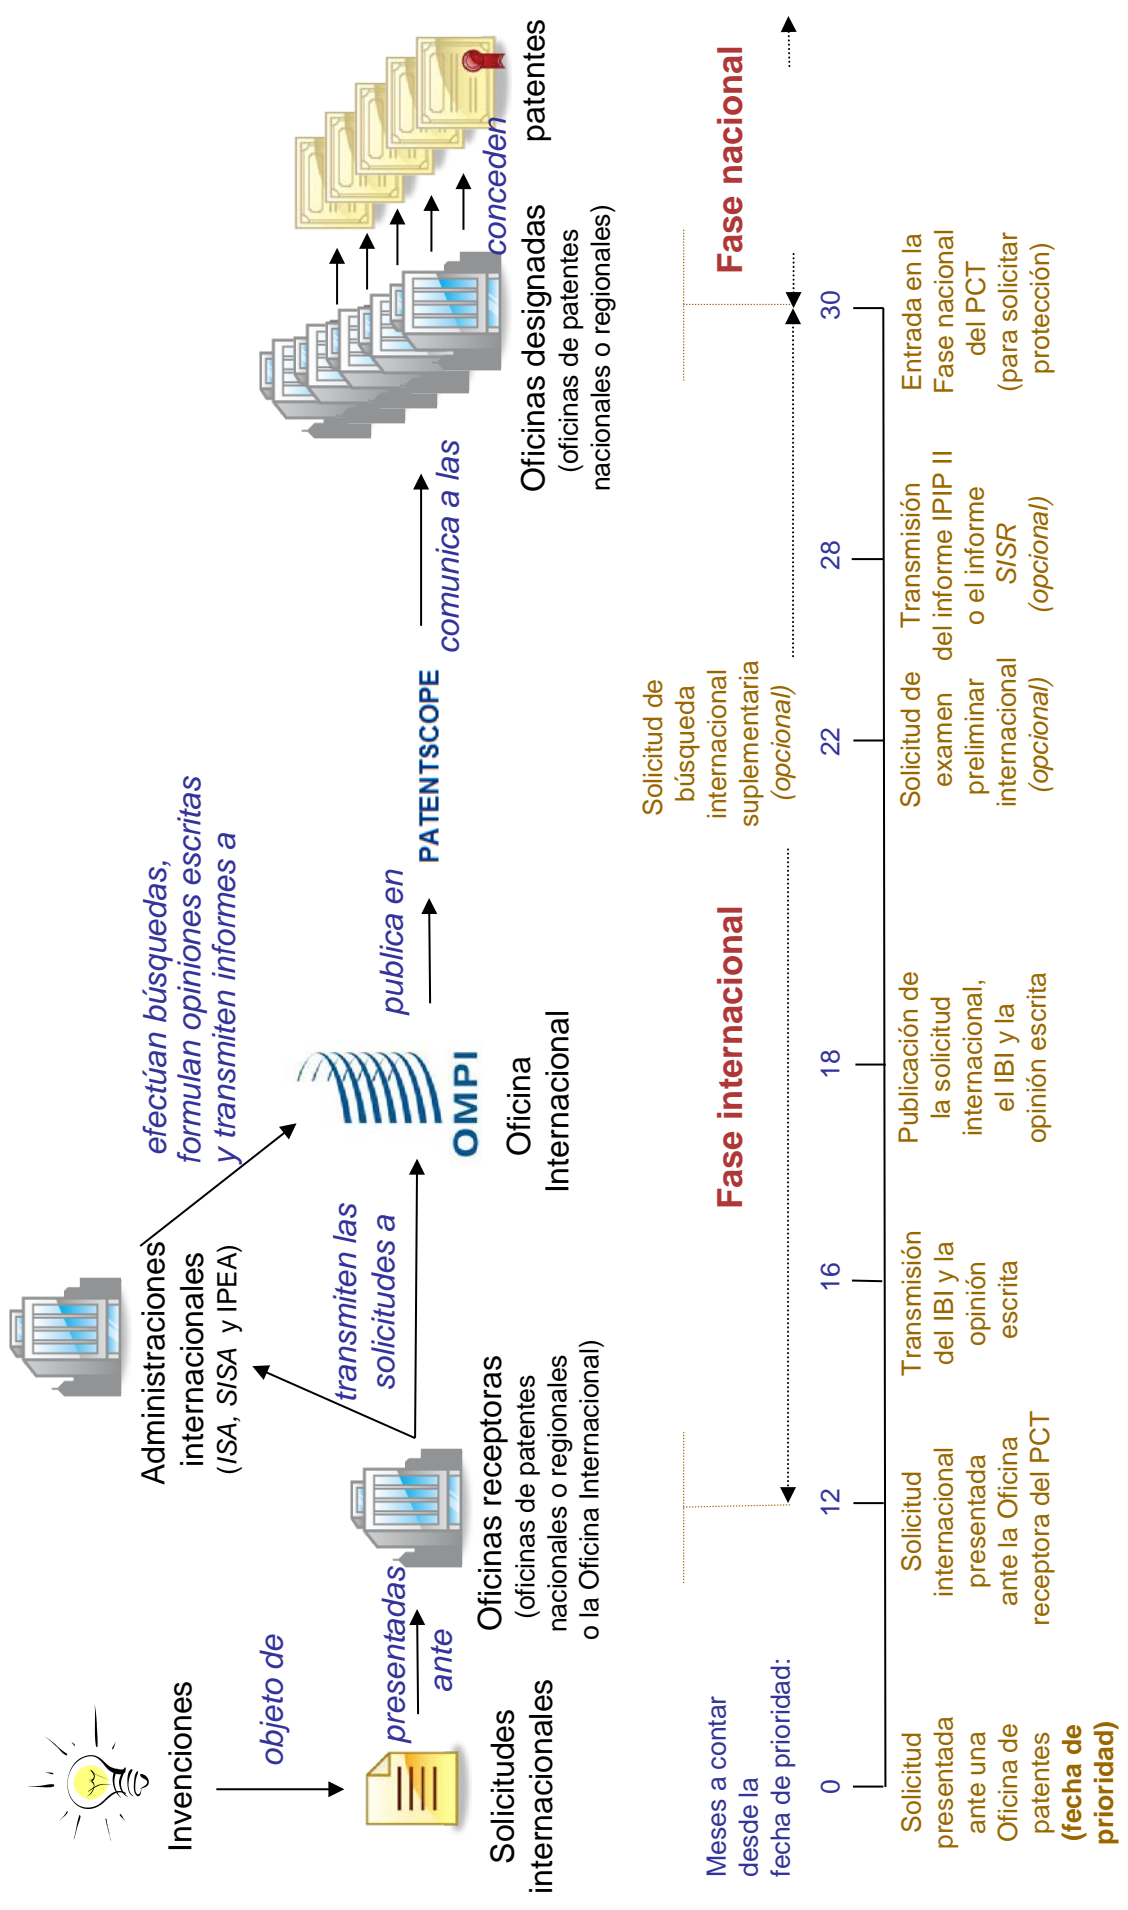 Invenciones
objeto de
Solicitudes
internacionales
presentadas
ante
Oficinas receptoras
(oficinas de patentes
nacionales o regionales
o la Oficina Internacional)
transmiten las
solicitudes a
Administraciones
internacionales
(ISA, SISA y IPEA)
efectúan búsquedas,
formulan opiniones escritas
y transmiten informes a
OMPI
Oficina
Internacional
publica en
PATENTSCOPE
comunica a las
Oficinas designadas
(oficinas de patentes
nacionales o regionales)
conceden
patentes
Fase internacional
Fase nacional
Solicitud de
búsqueda
internacional
suplementaria
(opcional)
Meses a contar
desde la
fecha de prioridad:
0
12
16
18
22
28
30
Solicitud
presentada
ante una
Oficina de
patentes
(fecha de
prioridad)
Solicitud
internacional
presentada
ante la Oficina
receptora del PCT
Transmisión
del IBI y la
opinión
escrita
Publicación de
la solicitud
internacional,
el IBI y la
opinión escrita
Solicitud de
examen
preliminar
internacional
(opcional)
Transmisión
del informe IPIP II
o el informe
SISR
(opcional)
Entrada en la
Fase nacional
del PCT
(para solicitar
protección)